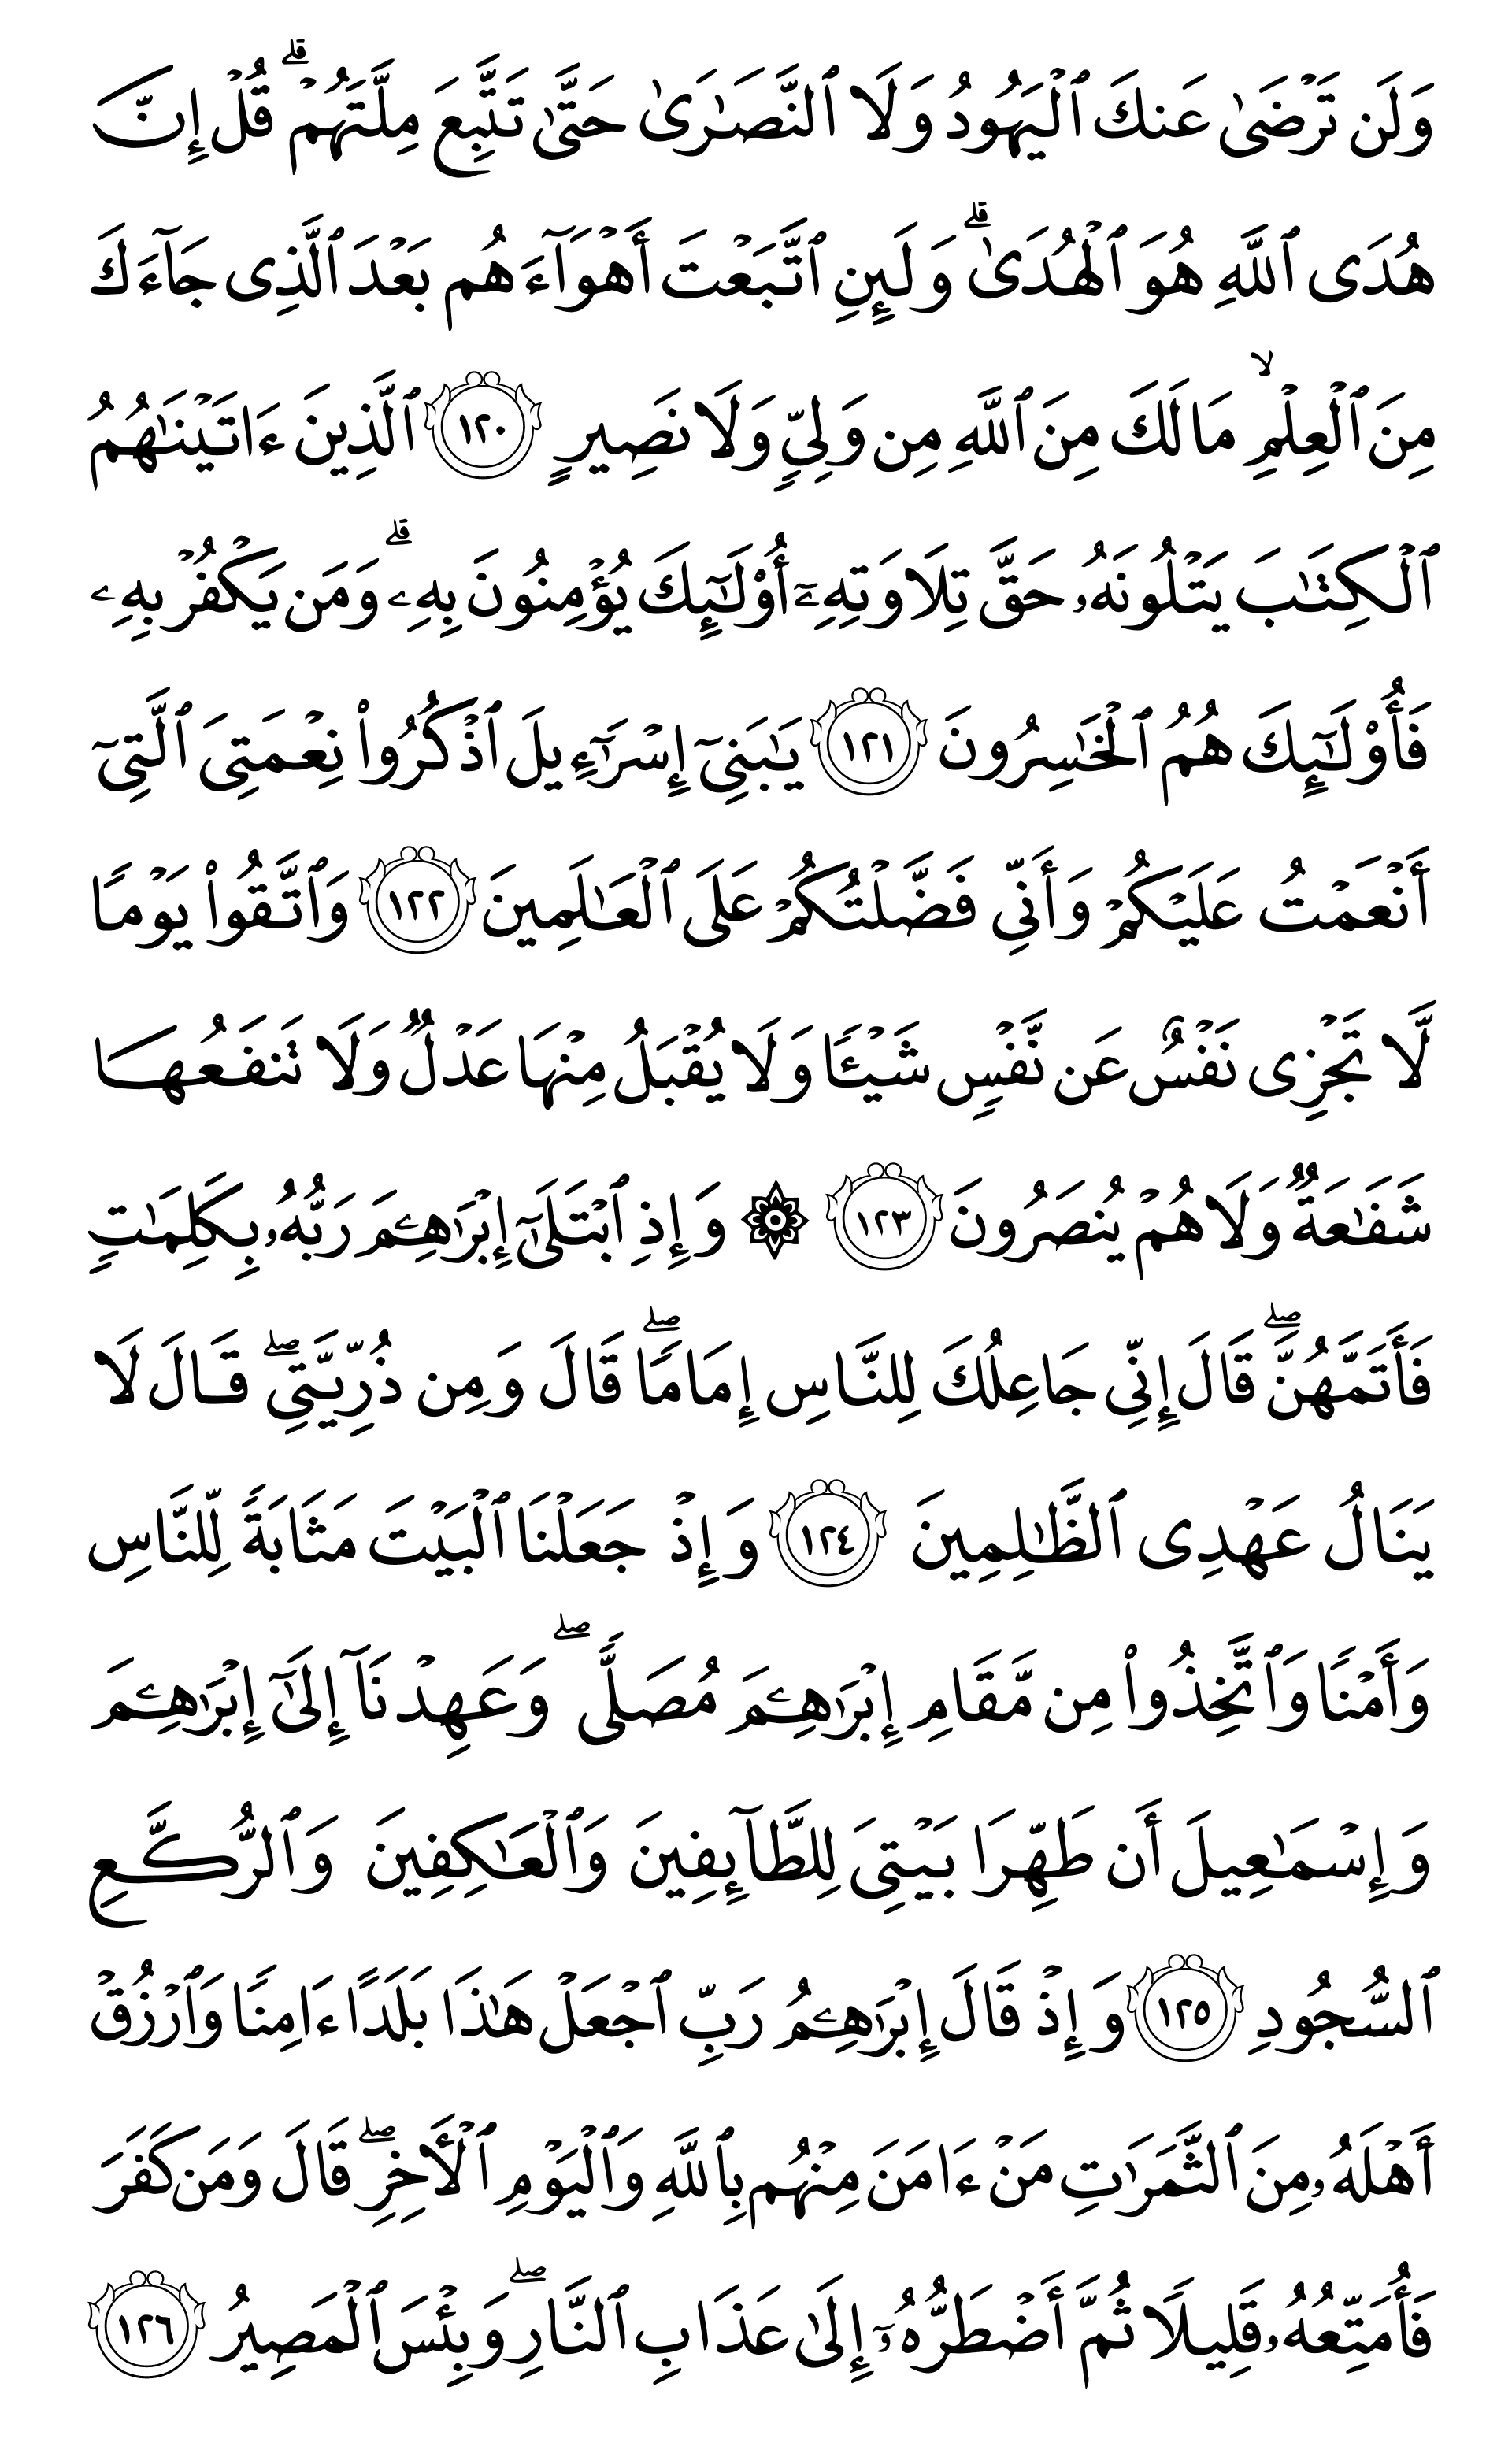 وَلَن تَرْضَىٰ عَنكَ ٱلْيَهُودُ وَلَا ٱلنَّصَـٰرَىٰ حَتَّىٰ تَتَّبِعَ مِلَّتَهُمْ ۗ قُلْ إِنَّ
هُدَى ٱللَّهِ هُوَ ٱلْهُدَىٰ ۗ وَلَئِنِ ٱتَّبَعْتَ أَهْوَآءَهُم بَعْدَ ٱلَّذِى جَآءَكَ
مِنَ ٱلْعِلْمِ ۙ مَا لَكَ مِنَ ٱللَّهِ مِن وَلِىٍّ وَلَا نَصِيرٍ ١٢٠ ٱلَّذِينَ ءَاتَيْنَـٰهُمُ
ٱلْكِتَـٰبَ يَتْلُونَهُۥ حَقَّ تِلَاوَتِهِۦٓ أُو۟لَـٰٓئِكَ يُؤْمِنُونَ بِهِۦ ۗ وَمَن يَكْفُرْ بِهِۦ
فَأُو۟لَـٰٓئِكَ هُمُ ٱلْخَـٰسِرُونَ ١٢١ يَـٰبَنِىٓ إِسْرَٰٓءِيلَ ٱذْكُرُوا۟ نِعْمَتِىَ ٱلَّتِىٓ
أَنْعَمْتُ عَلَيْكُمْ وَأَنِّى فَضَّلْتُكُمْ عَلَى ٱلْعَـٰلَمِينَ ١٢٢ وَٱتَّقُوا۟ يَوْمًا
لَّا تَجْزِى نَفْسٌ عَن نَّفْسٍ شَيْـًٔا وَلَا يُقْبَلُ مِنْهَا عَدْلٌ وَلَا تَنفَعُهَا
شَفَـٰعَةٌ وَلَا هُمْ يُنصَرُونَ ١٢٣ ۞ وَإِذِ ٱبْتَلَىٰٓ إِبْرَٰهِـۧمَ رَبُّهُۥ بِكَلِمَـٰتٍ
فَأَتَمَّهُنَّ ۖ قَالَ إِنِّى جَاعِلُكَ لِلنَّاسِ إِمَامًا ۖ قَالَ وَمِن ذُرِّيَّتِى ۖ قَالَ لَا
يَنَالُ عَهْدِى ٱلظَّـٰلِمِينَ ١٢٤ وَإِذْ جَعَلْنَا ٱلْبَيْتَ مَثَابَةً لِّلنَّاسِ
وَأَمْنًا وَٱتَّخِذُوا۟ مِن مَّقَامِ إِبْرَٰهِـۧمَ مُصَلًّى ۖ وَعَهِدْنَآ إِلَىٰٓ إِبْرَٰهِـۧمَ
وَإِسْمَـٰعِيلَ أَن طَهِّرَا بَيْتِىَ لِلطَّآئِفِينَ وَٱلْعَـٰكِفِينَ وَٱلرُّكَّعِ
ٱلسُّجُودِ ١٢٥ وَإِذْ قَالَ إِبْرَٰهِـۧمُ رَبِّ ٱجْعَلْ هَـٰذَا بَلَدًا ءَامِنًا وَٱرْزُقْ
أَهْلَهُۥ مِنَ ٱلثَّمَرَٰتِ مَنْ ءَامَنَ مِنْهُم بِٱللَّهِ وَٱلْيَوْمِ ٱلْـَٔاخِرِ ۖ قَالَ وَمَن كَفَرَ
فَأُمَتِّعُهُۥ قَلِيلًا ثُمَّ أَضْطَرُّهُۥٓ إِلَىٰ عَذَابِ ٱلنَّارِ ۖ وَبِئْسَ ٱلْمَصِيرُ ١٢٦